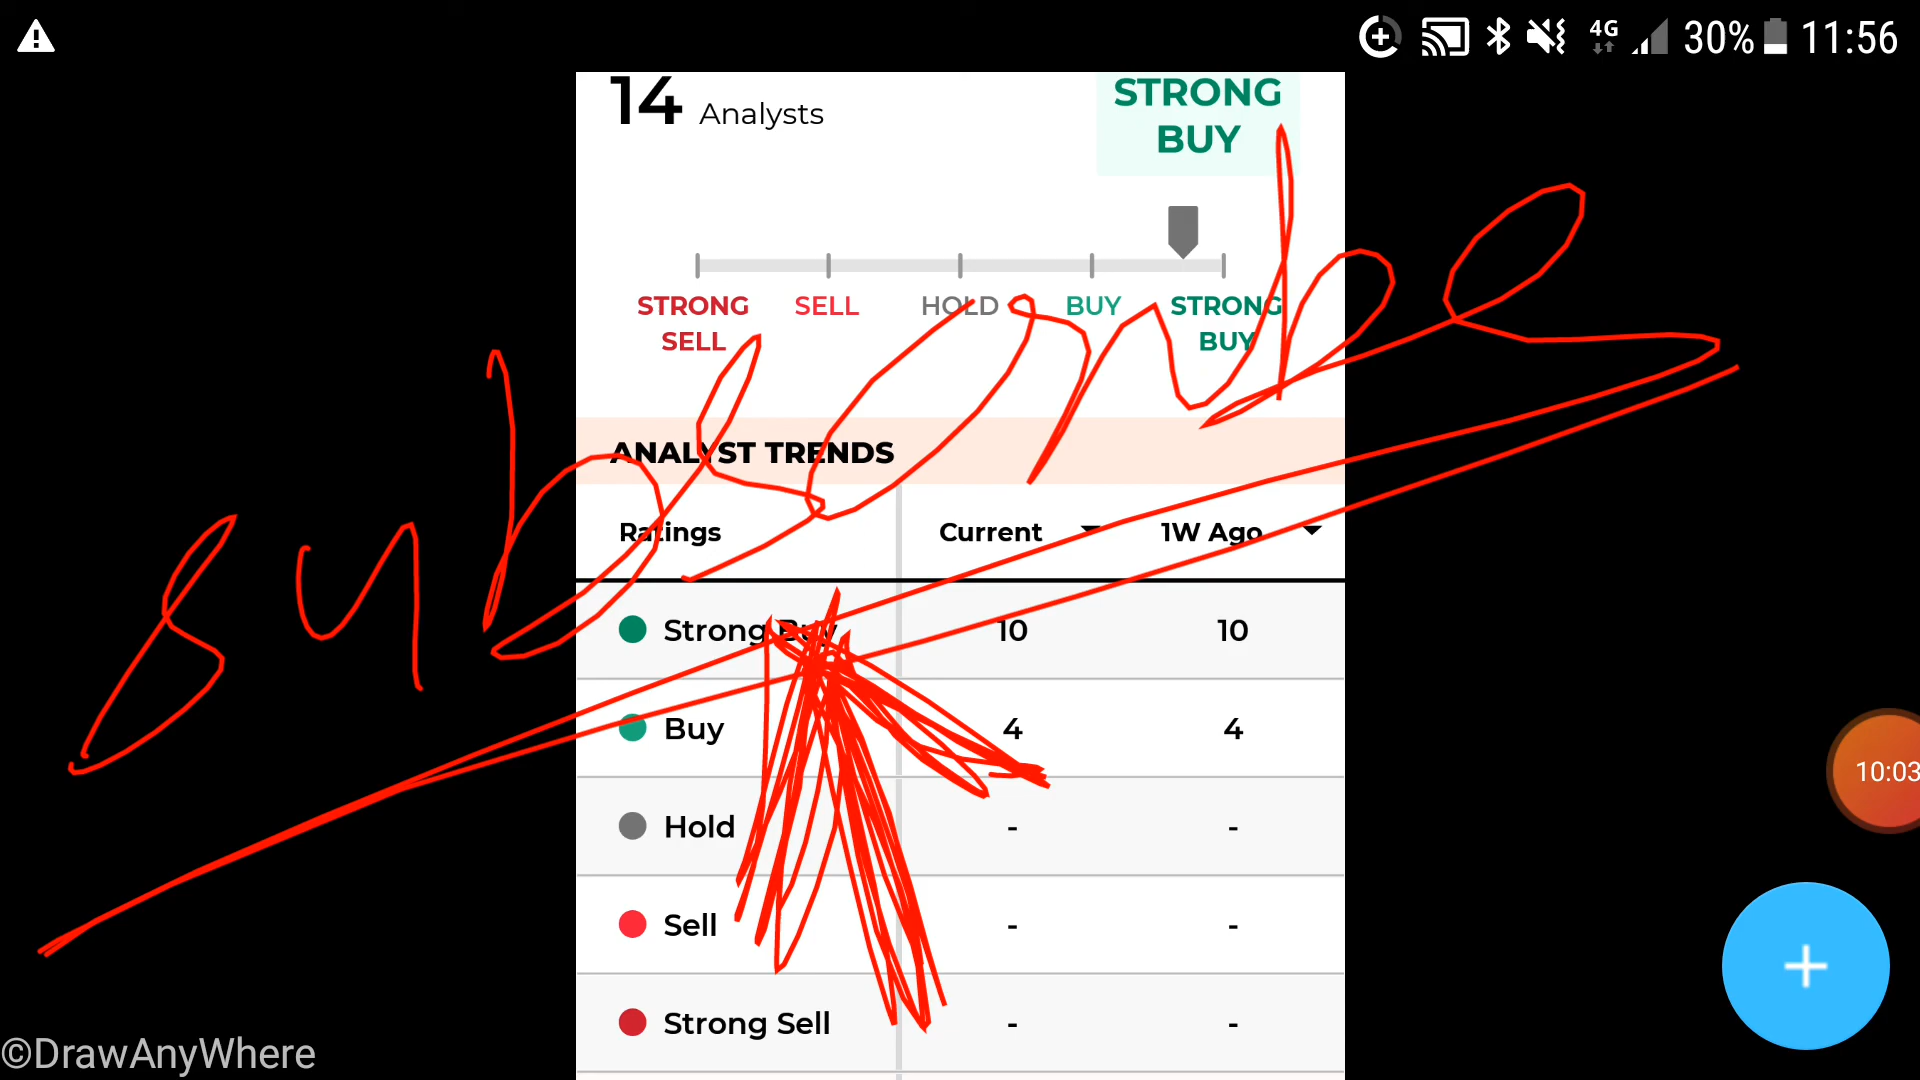 30% 11:56
4G
14 Analysts
STRONG BUY
STRONG SELL
SELL
HOLD
BUY
STRONG BUY
ANALYST TRENDS
Ratings Current 1W Ago
Strong Buy 10 10
Buy 4 4
Hold - -
Sell - -
Strong Sell - -
subscribe
10:03
©DrawAnyWhere